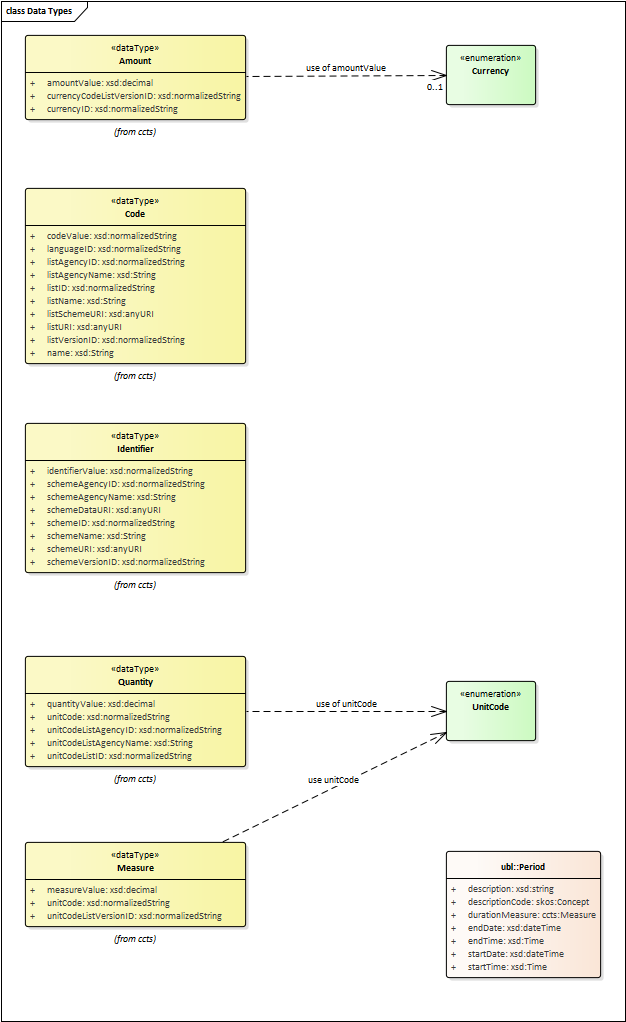 class Data Types
«dataType»
Amount
+ amountValue: xsd:decimal
+ currencyCodeListVersionID: xsd:normalizedString
+ currencyID: xsd:normalizedString
(from ccts)
use of amountValue
0..1
«enumeration»
Currency
«dataType»
Code
+ codeValue: xsd:normalizedString
+ languageID: xsd:normalizedString
+ listAgencyID: xsd:normalizedString
+ listAgencyName: xsd:String
+ listID: xsd:normalizedString
+ listName: xsd:String
+ listSchemeURI: xsd:anyURI
+ listURI: xsd:anyURI
+ listVersionID: xsd:normalizedString
+ name: xsd:String
(from ccts)
«dataType»
Identifier
+ identifierValue: xsd:normalizedString
+ schemeAgencyID: xsd:normalizedString
+ schemeAgencyName: xsd:String
+ schemeDataURI: xsd:anyURI
+ schemeID: xsd:normalizedString
+ schemeName: xsd:String
+ schemeURI: xsd:anyURI
+ schemeVersionID: xsd:normalizedString
(from ccts)
«dataType»
Quantity
+ quantityValue: xsd:decimal
+ unitCode: xsd:normalizedString
+ unitCodeListAgencyID: xsd:normalizedString
+ unitCodeListAgencyName: xsd:String
+ unitCodeListID: xsd:normalizedString
(from ccts)
use of unitCode
«enumeration»
UnitCode
use unitCode
«dataType»
Measure
+ measureValue: xsd:decimal
+ unitCode: xsd:normalizedString
+ unitCodeListVersionID: xsd:normalizedString
(from ccts)
ubl::Period
+ description: xsd:string
+ descriptionCode: skos:Concept
+ durationMeasure: ccts:Measure
+ endDate: xsd:dateTime
+ endTime: xsd:Time
+ startDate: xsd:dateTime
+ startTime: xsd:Time